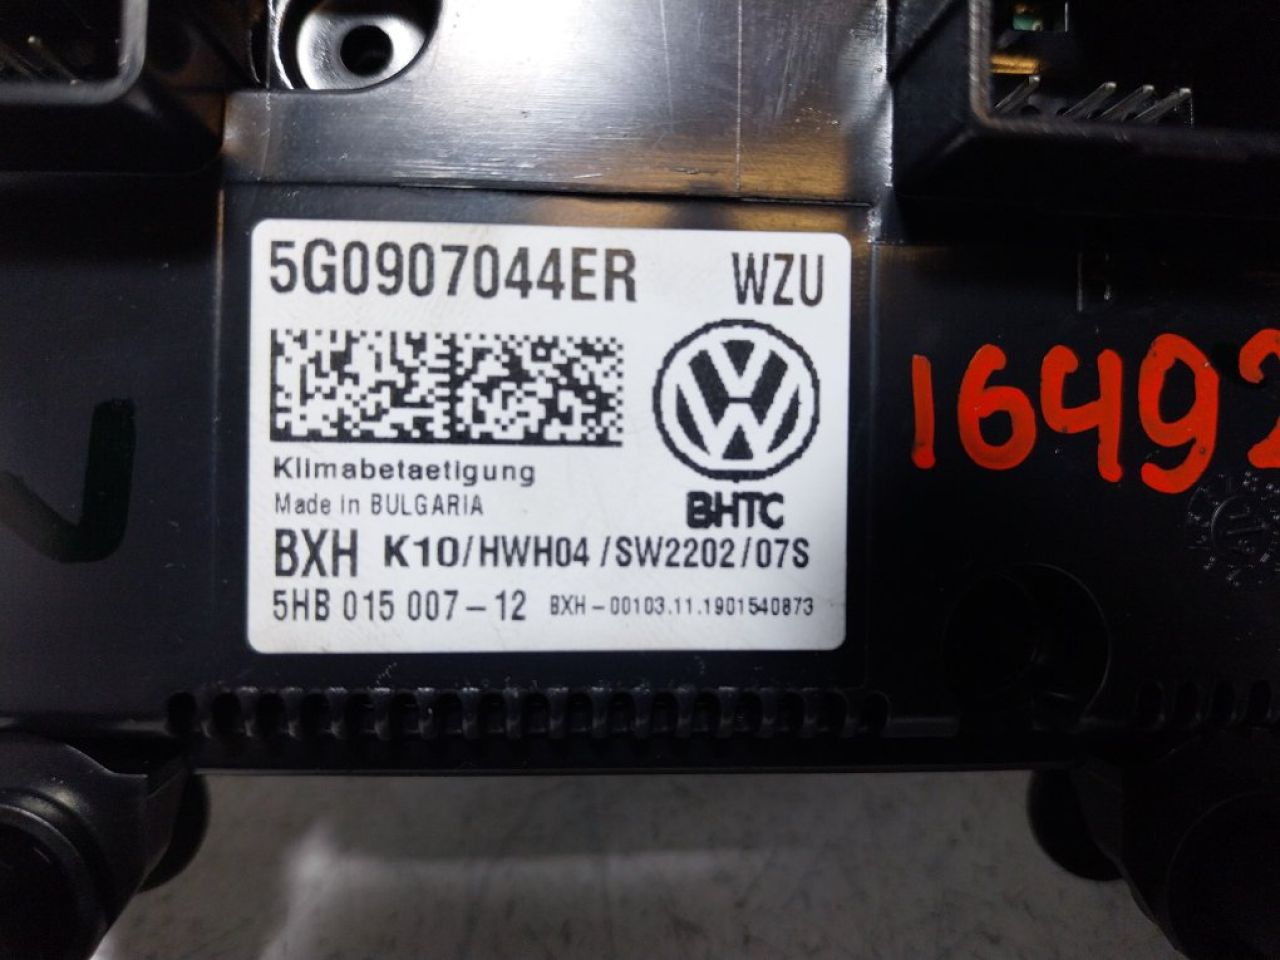 5G0907044ER WZU
Klimabetaetigung
Made in BULGARIA
BHTC
BXH K10/HWH04/SW2202/07S
5HB 015 007-12 BXH-00103.11.1901540873
16492